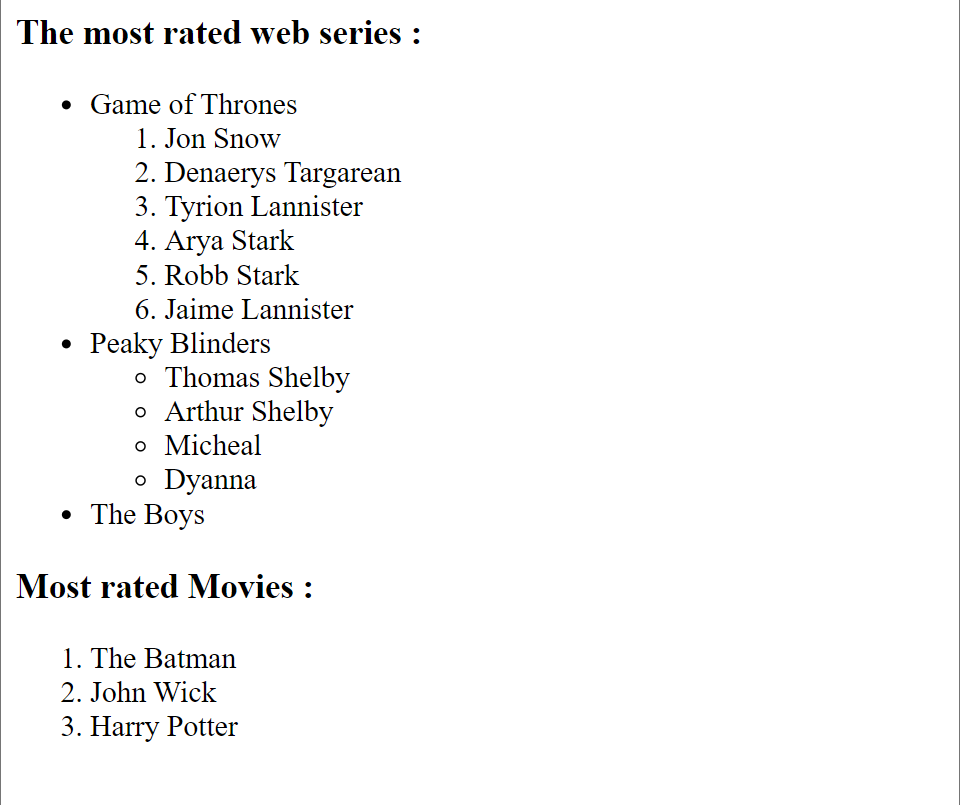 The most rated web series :
• Game of Thrones
1. Jon Snow
2. Denaerys Targarean
3. Tyrion Lannister
4. Arya Stark
5. Robb Stark
6. Jaime Lannister
• Peaky Blinders
○ Thomas Shelby
○ Arthur Shelby
○ Micheal
○ Dyanna
• The Boys
Most rated Movies :
1. The Batman
2. John Wick
3. Harry Potter